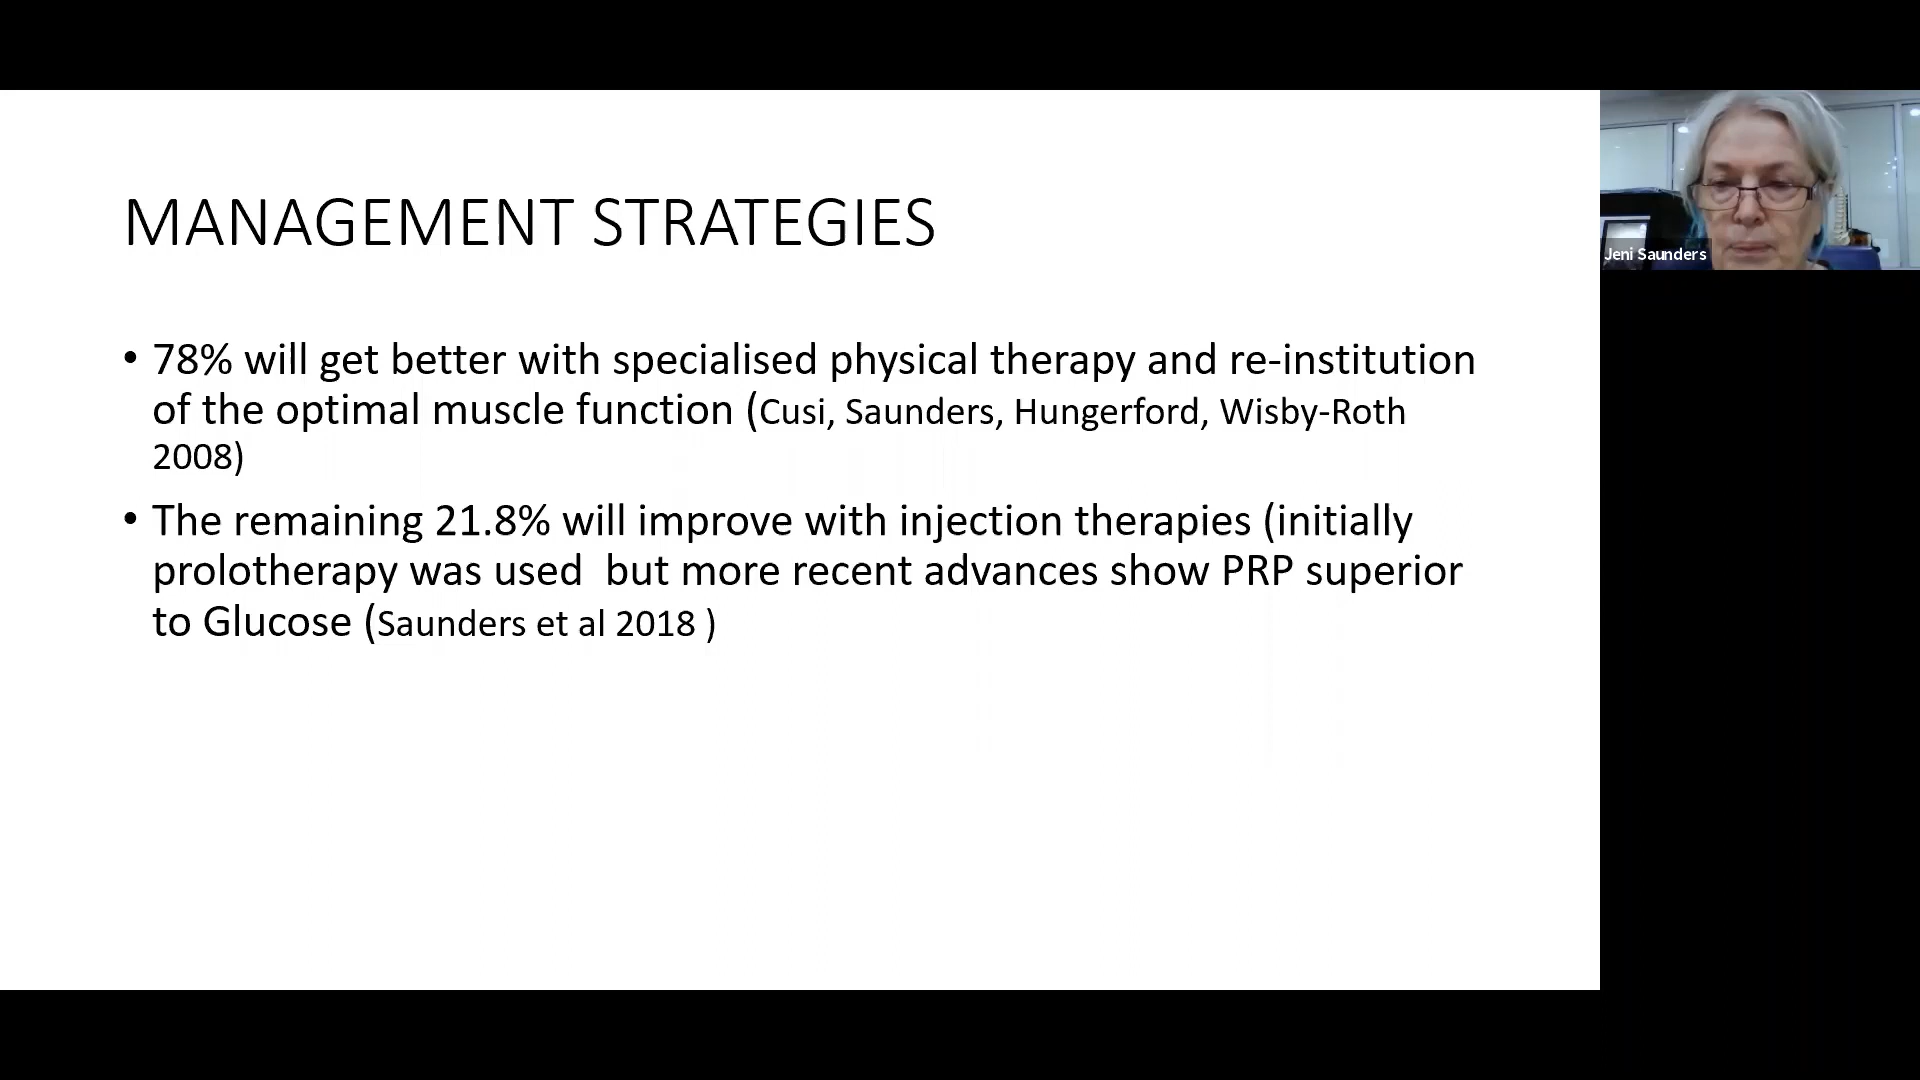 MANAGEMENT STRATEGIES
• 78% will get better with specialised physical therapy and re-institution
of the optimal muscle function (Cusi, Saunders, Hungerford, Wisby-Roth
2008)
• The remaining 21.8% will improve with injection therapies (initially
prolotherapy was used  but more recent advances show PRP superior
to Glucose (Saunders et al 2018 )
Jeni Saunders